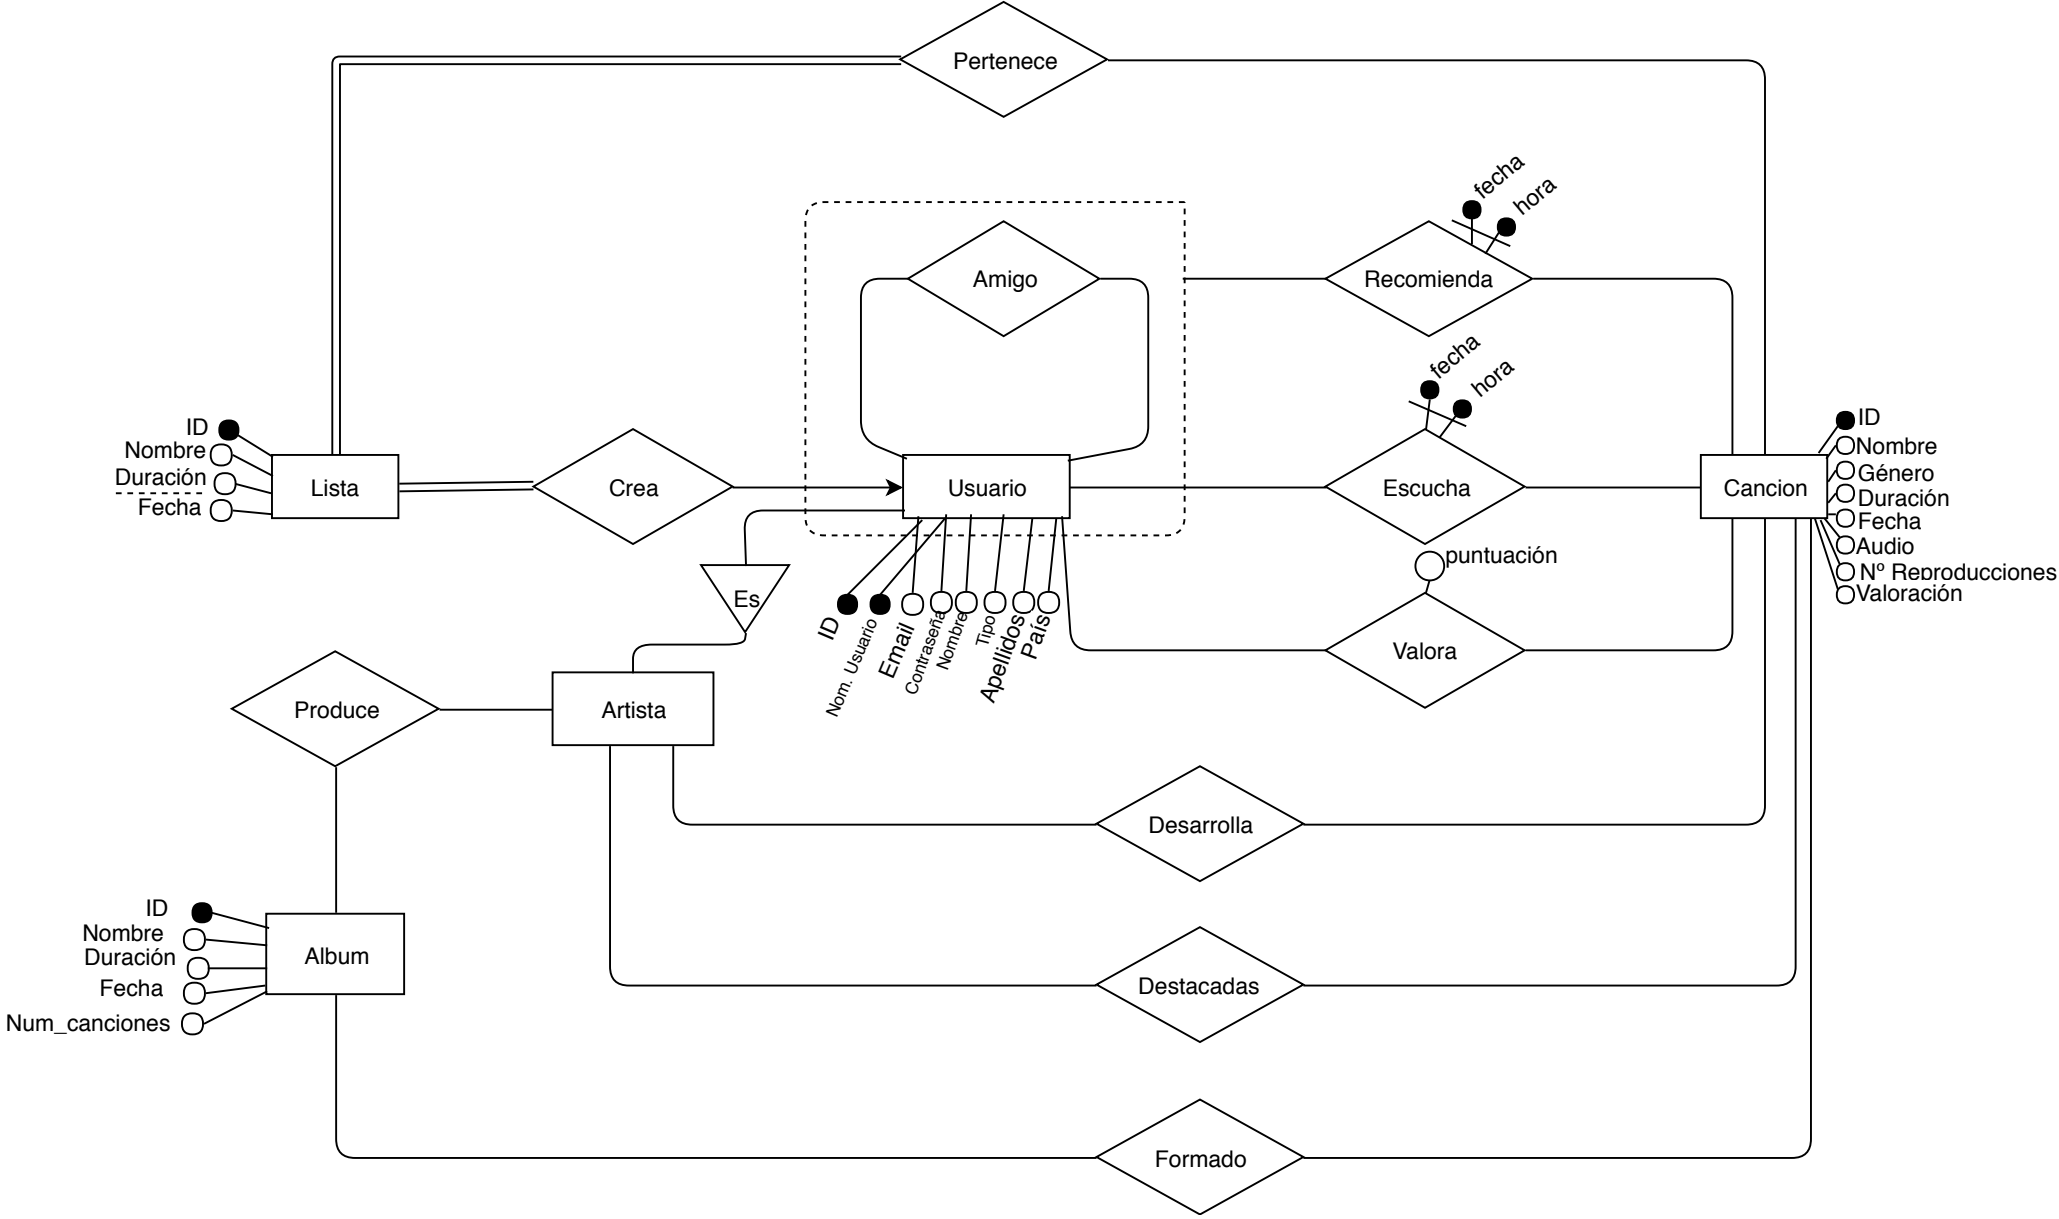 Pertenece
fecha
hora
Amigo
Recomienda
fecha
hora
ID
Nombre
Duración
Fecha
Lista
Crea
Usuario
Escucha
Cancion
ID
Nombre
Género
Duración
Fecha
Audio
Nº Reproducciones
Valoración
puntuación
Es
ID
Nom. Usuario
Email
Contraseña
Nombre
Tipo
Apellidos
País
Valora
Produce
Artista
Desarrolla
ID
Nombre
Duración
Fecha
Num_canciones
Album
Destacadas
Formado